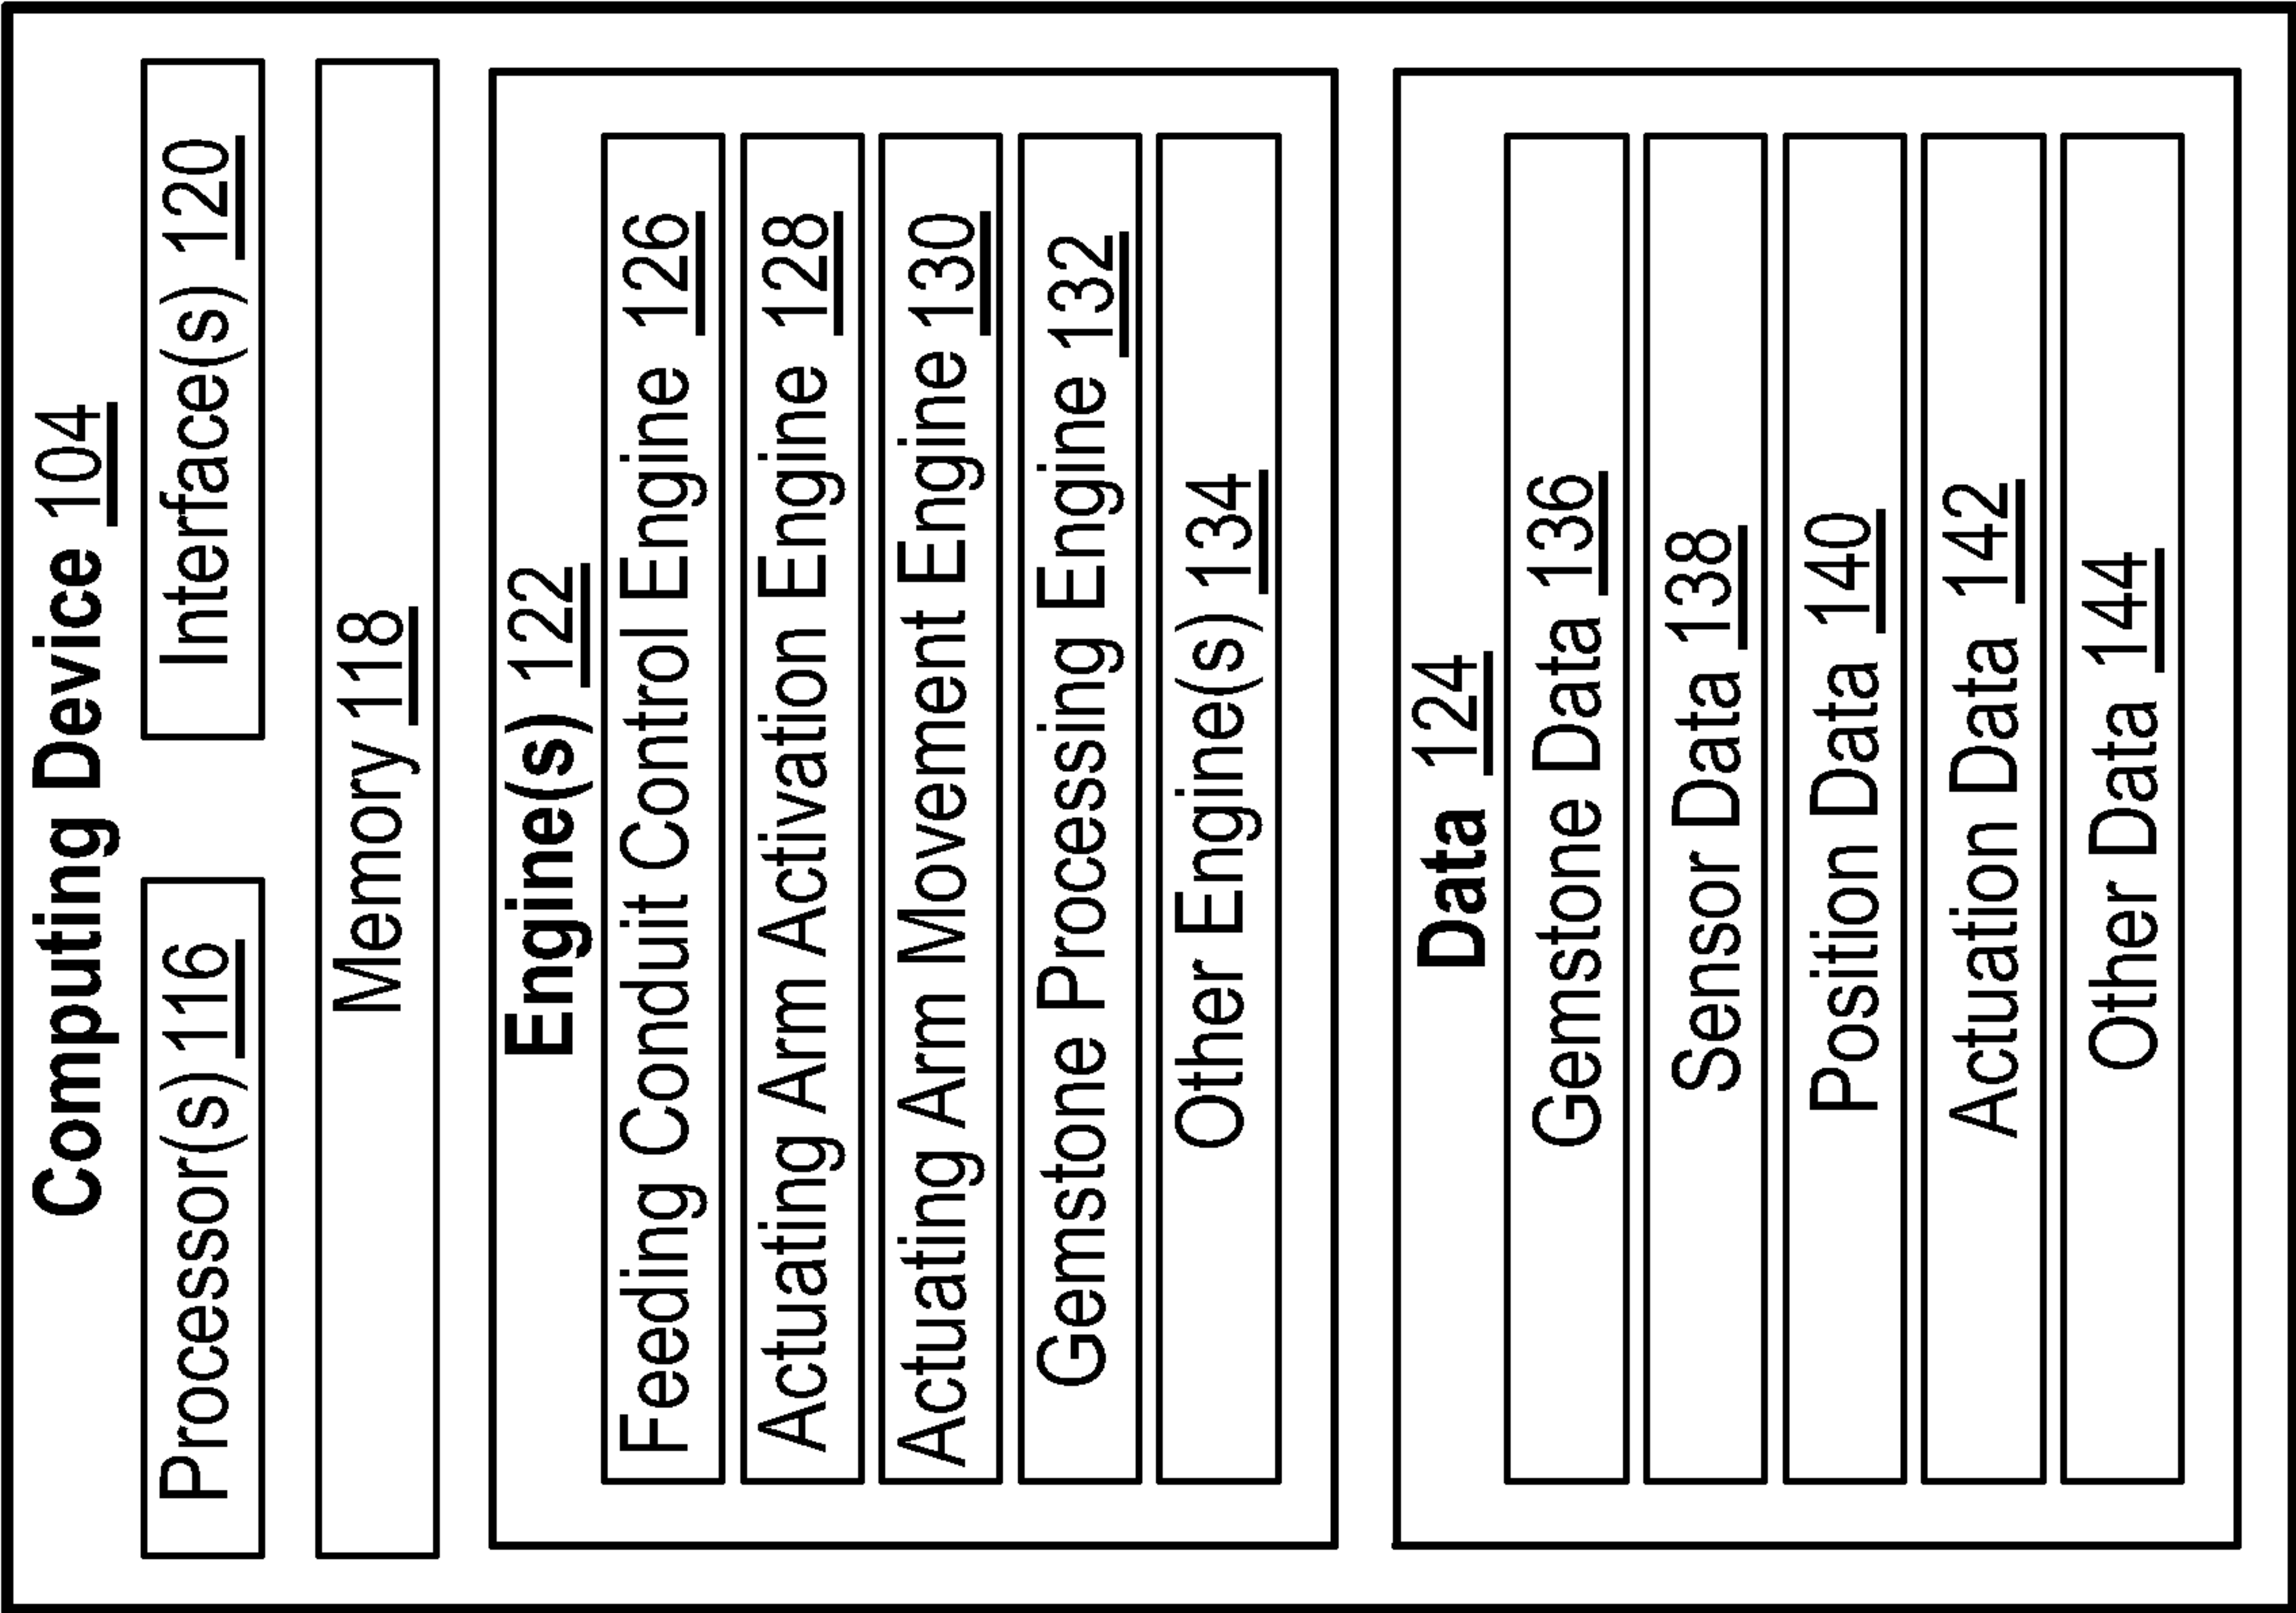 Computing Device 104
Processor(s) 116
Interface(s) 120
Memory 118
Engine(s) 122
Feeding Conduit Control Engine 126
Actuating Arm Activation Engine 128
Actuating Arm Movement Engine 130
Gemstone Processing Engine 132
Other Engine(s) 134
Data 124
Gemstone Data 136
Sensor Data 138
Position Data 140
Actuation Data 142
Other Data 144